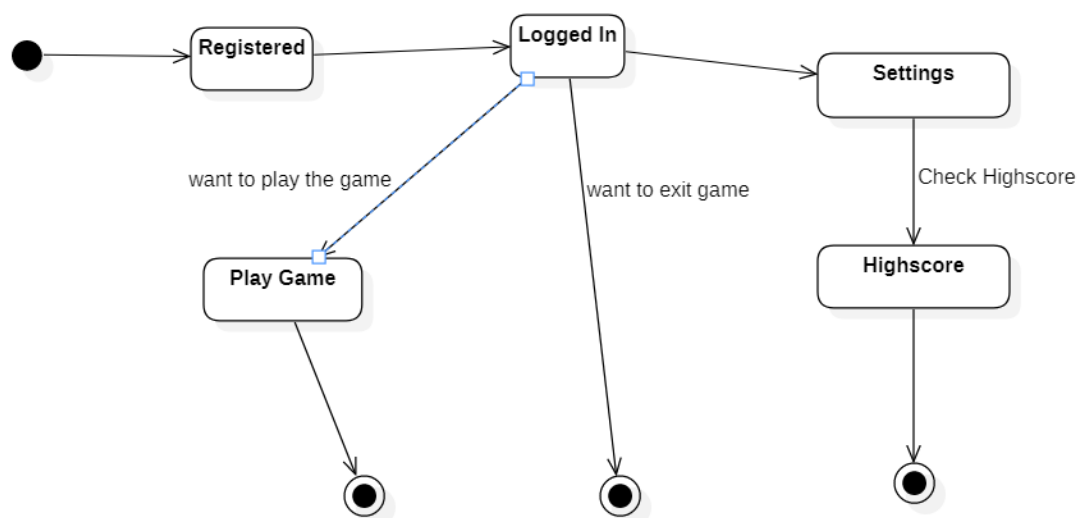 Registered
Logged In
Settings
want to play the game
want to exit game
Check Highscore
Play Game
Highscore